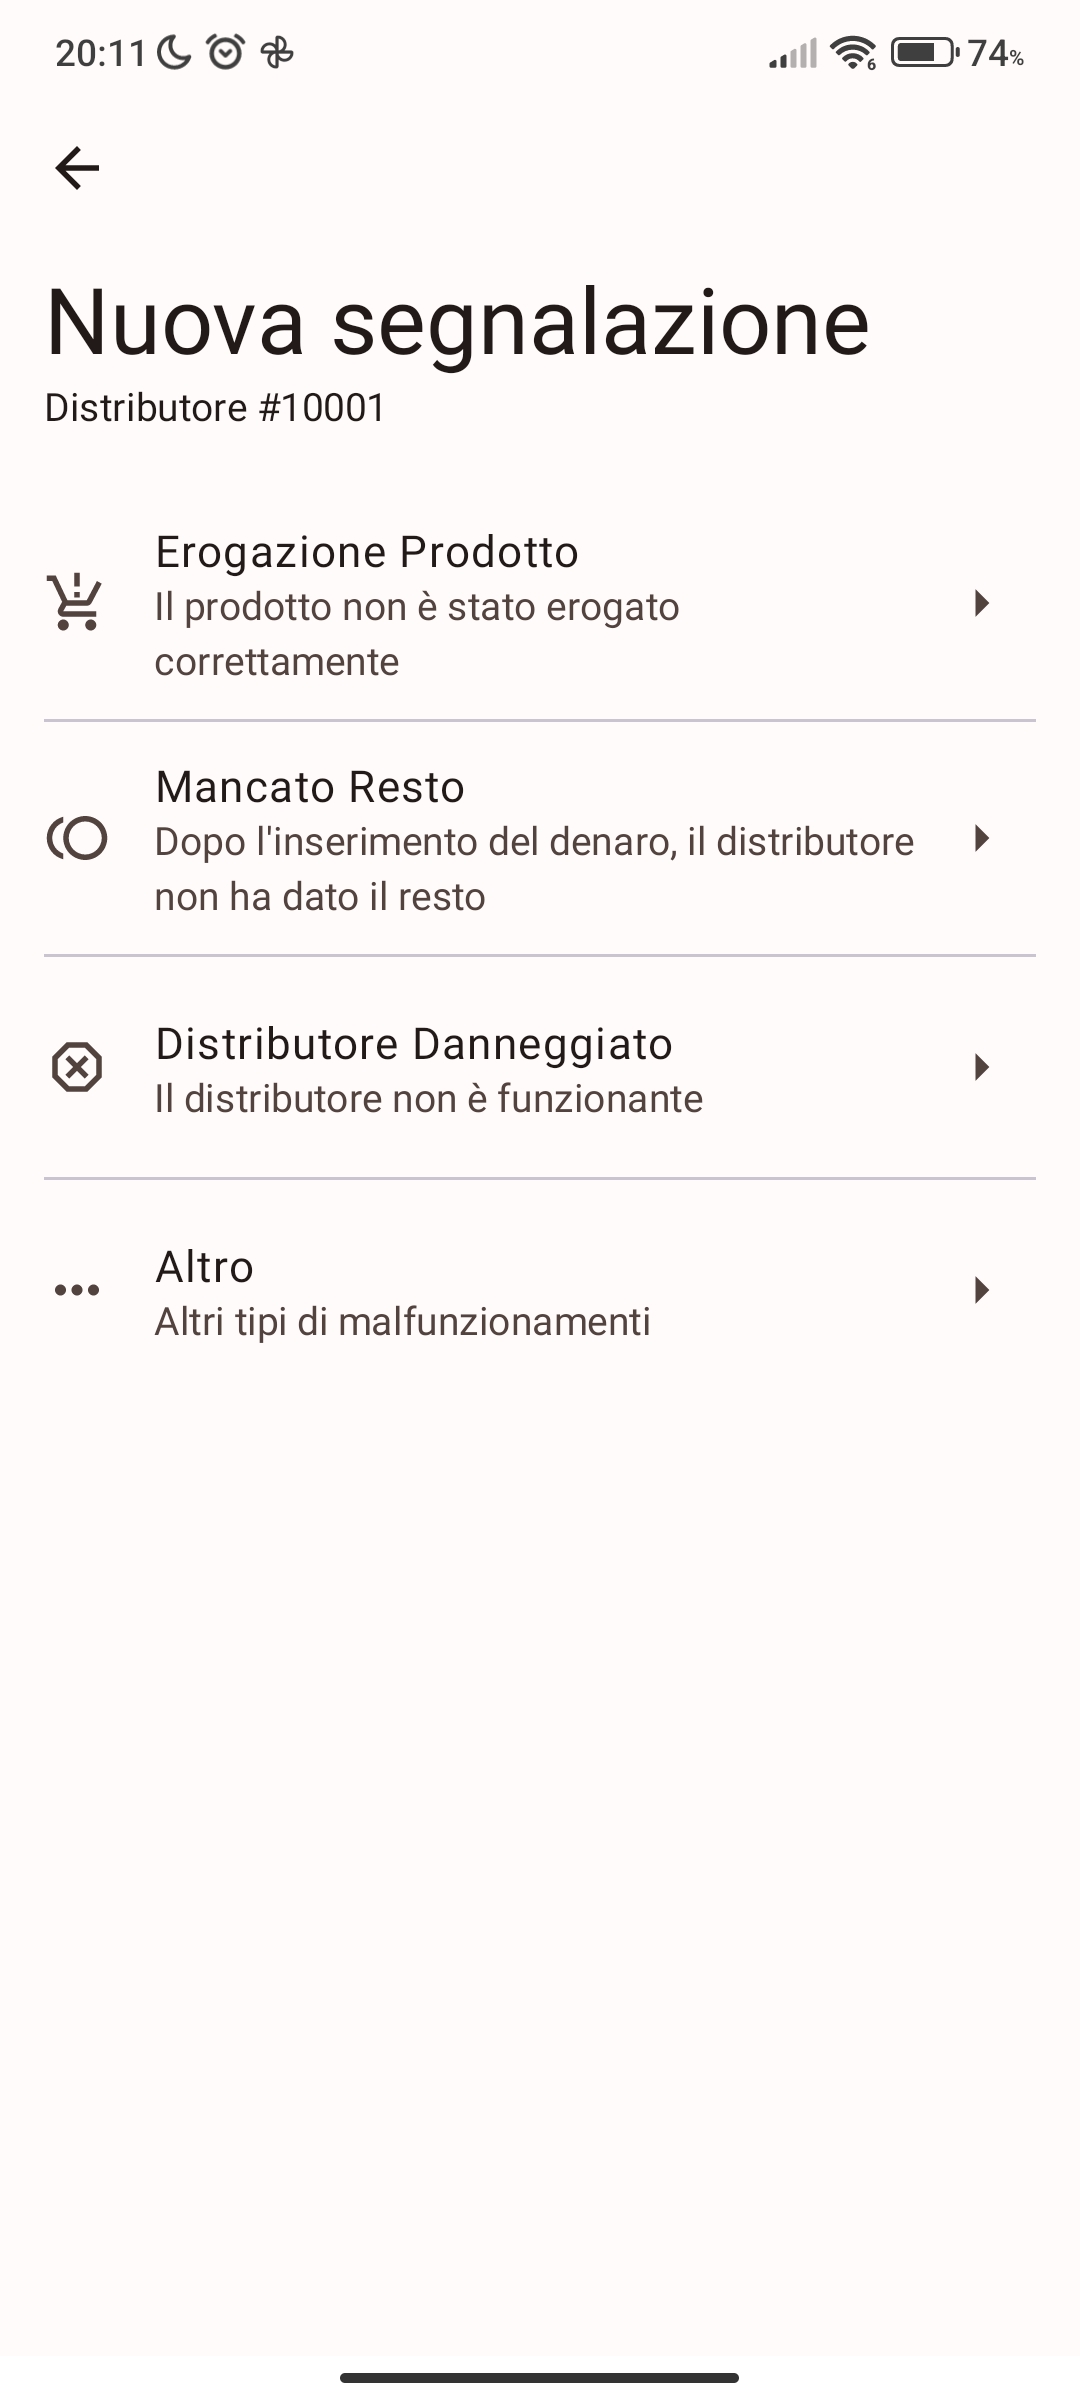 20:11
6
74%
Nuova segnalazione
Distributore #10001
Erogazione Prodotto
Il prodotto non è stato erogato
correttamente
Mancato Resto
Dopo l'inserimento del denaro, il distributore
non ha dato il resto
Distributore Danneggiato
Il distributore non è funzionante
Altro
Altri tipi di malfunzionamenti